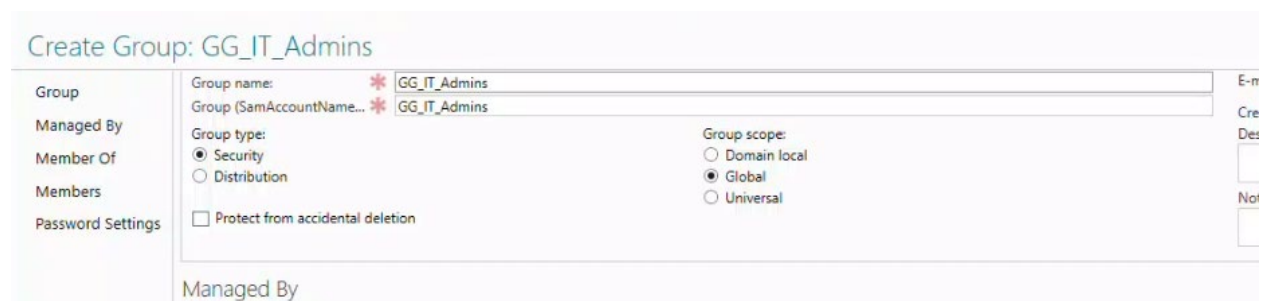 Create Group: GG_IT_Admins
Group
Managed By
Member Of
Members
Password Settings
Group name: GG_IT_Admins
Group (SamAccountName... GG_IT_Admins
Group type:
Security
Distribution
Protect from accidental deletion
Group scope:
Domain local
Global
Universal
Managed By